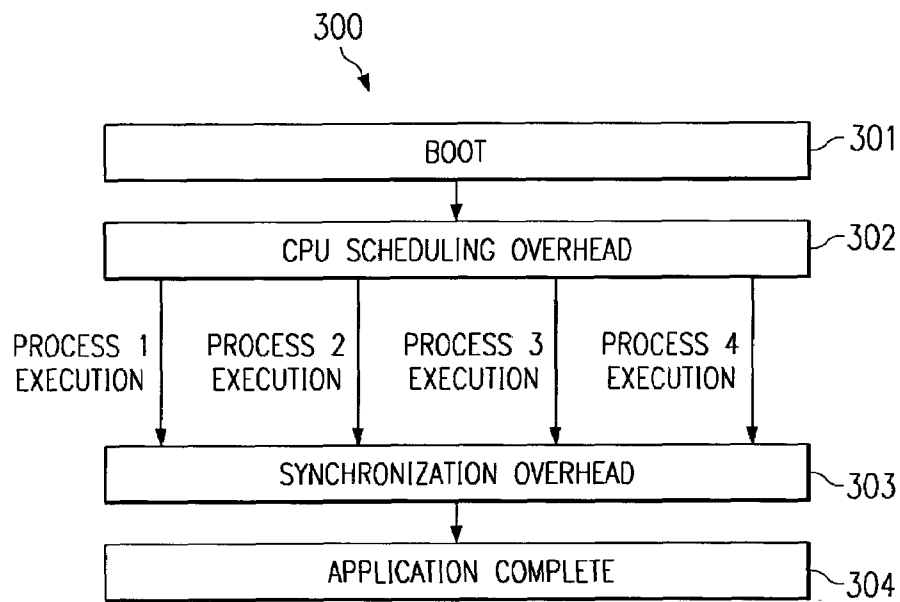 300
BOOT
301
CPU SCHEDULING OVERHEAD
302
PROCESS 1
EXECUTION
PROCESS 2
EXECUTION
PROCESS 3
EXECUTION
PROCESS 4
EXECUTION
SYNCHRONIZATION OVERHEAD
303
APPLICATION COMPLETE
304